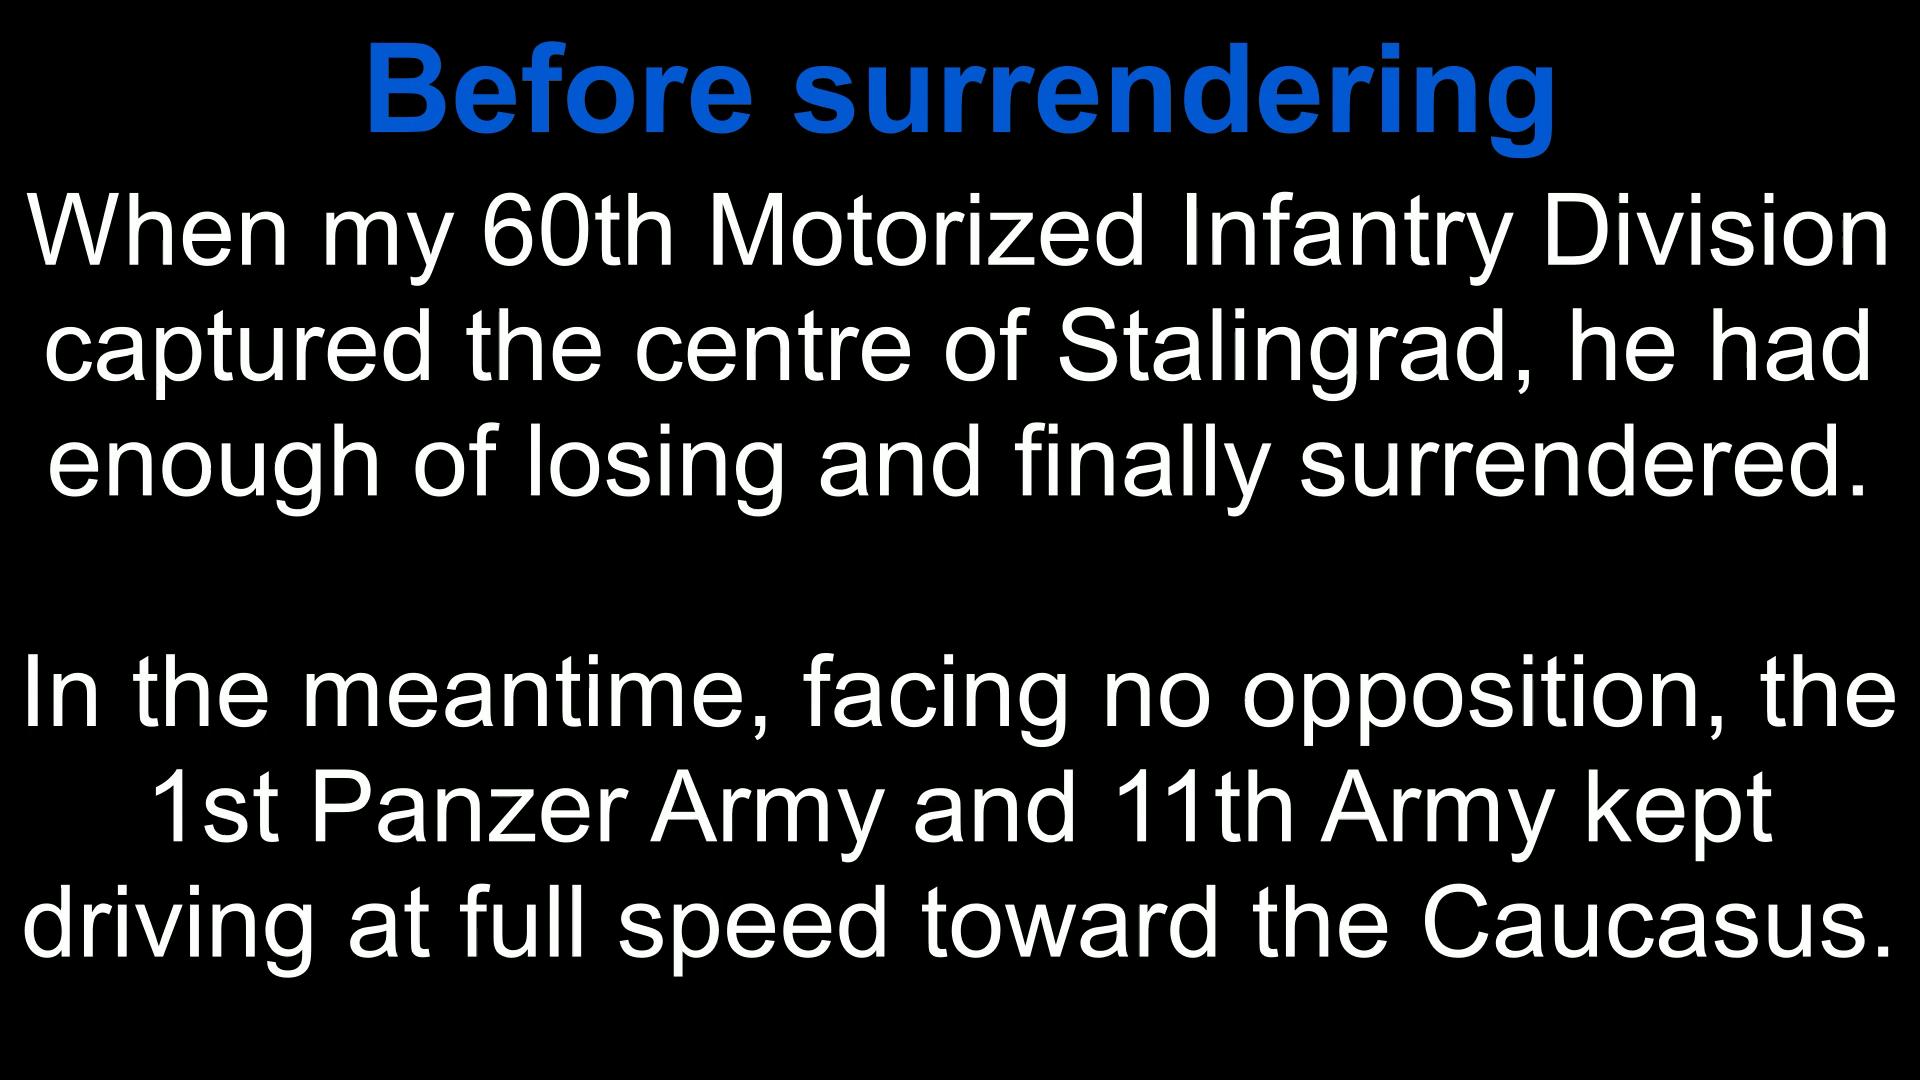 Before surrendering
When my 60th Motorized Infantry Division
captured the centre of Stalingrad, he had
enough of losing and finally surrendered.
In the meantime, facing no opposition, the
1st Panzer Army and 11th Army kept
driving at full speed toward the Caucasus.